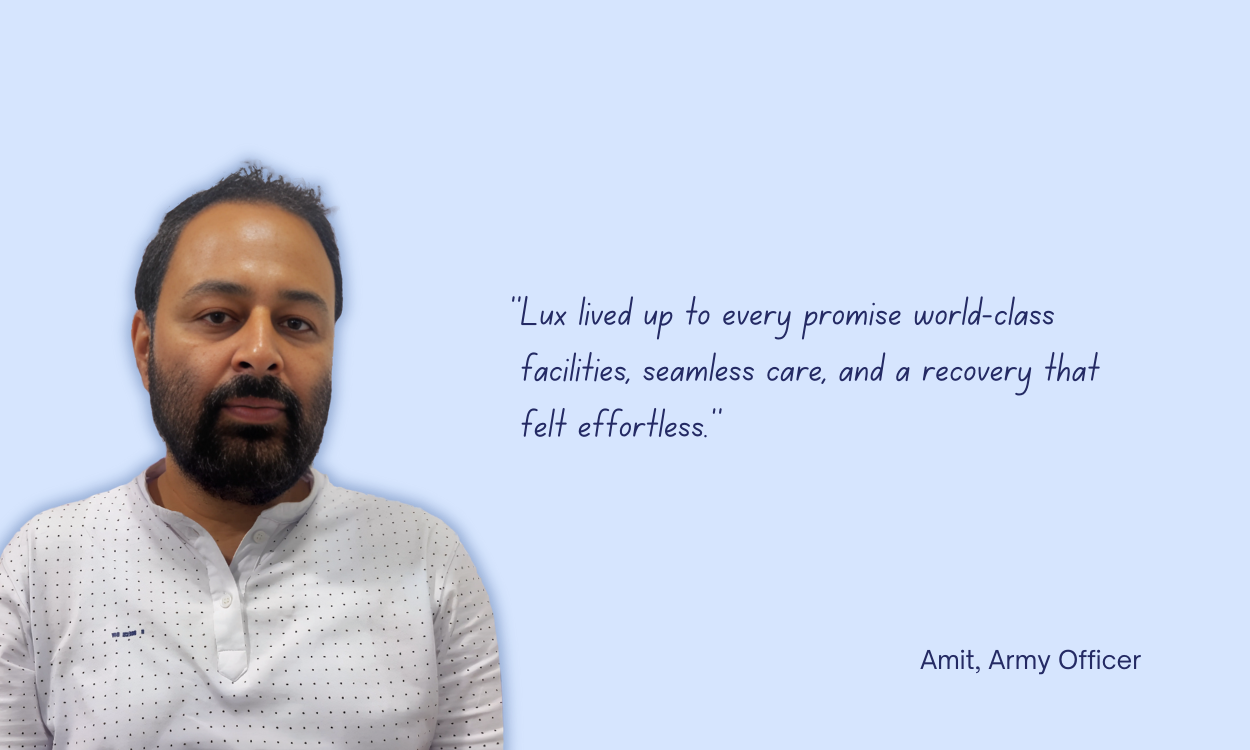 "Lux lived up to every promise world-class
facilities, seamless care, and a recovery that
felt effortless."
Amit, Army Officer